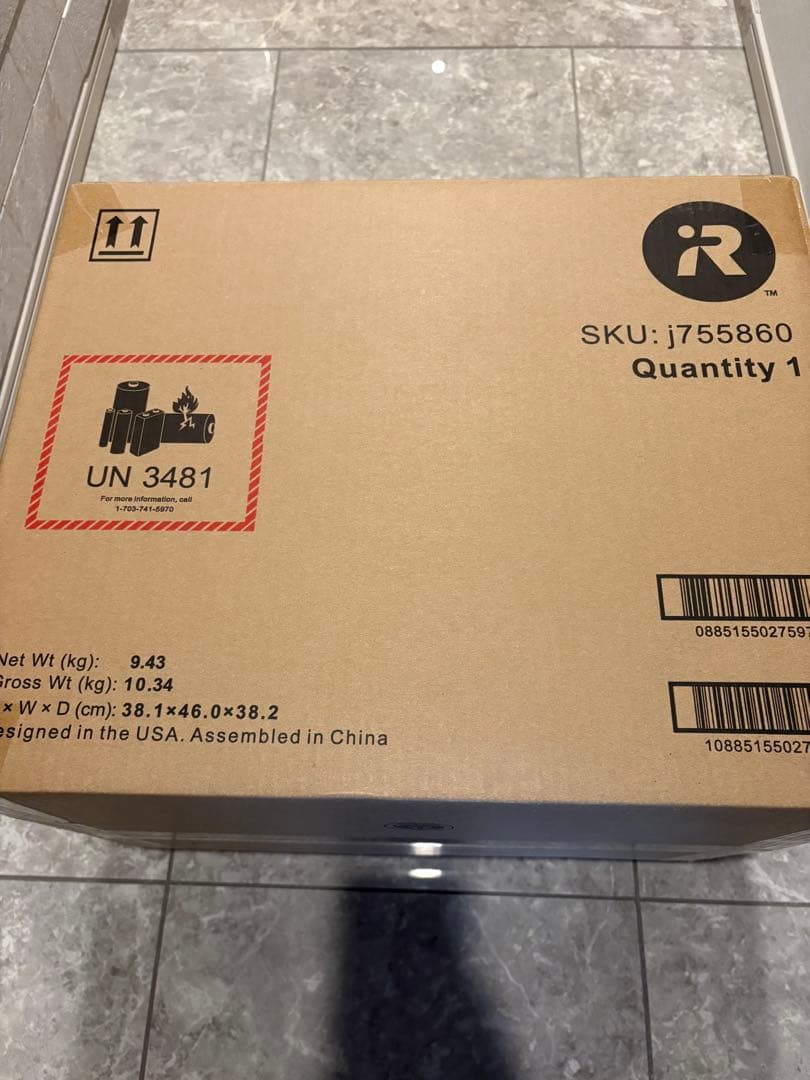 iR
TM
SKU: j755860
Quantity 1
UN 3481
For more information, call
1-703-741-5970
088515502759
Net Wt (kg): 9.43
Gross Wt (kg): 10.34
× W × D (cm): 38.1×46.0×38.2
esigned in the USA. Assembled in China
10885155027